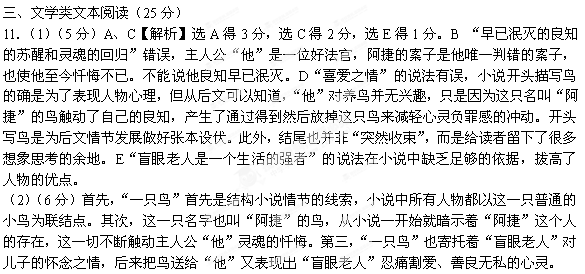 三、文学类文本阅读（25 分）
11.（1）（5 分）A、C【解析】选 A 得 3 分，选 C 得 2 分，选 E 得 1 分。B “早已泯灭的良知
的苏醒和灵魂的回归”错误，主人公“他”是一位好法官，阿捷的案子是他唯一判错的案子，
也使他至今忏悔不已。不能说他良知早已泯灭。D“喜爱之情”的说法有误，小说开头描写鸟
的确是为了表现人物心理，但从后文可以知道，“他”对养鸟并无兴趣，只是因为这只名叫“阿
捷”的鸟触动了自己的良知，产生了通过得到然后放掉这只鸟来减轻心灵负罪感的冲动。开头
写鸟是为后文情节发展做好张本设伏。此外，结尾也并非“突然收束”，而是给读者留下了很多
想象思考的余地。E“盲眼老人是一个生活的强者”的说法在小说中缺乏足够的依据，拔高了
人物的优点。
（2）（6 分）首先，“一只鸟”首先是结构小说情节的线索，小说中所有人物都以这一只普通的
小鸟为联结点。其次，这一只名字也叫“阿捷”的鸟，从小说一开始就暗示着“阿捷”这个人
的存在，这一切不断触动主人公“他”灵魂的忏悔。第三，“一只鸟”也寄托着“盲眼老人”对
儿子的怀念之情，后来把鸟送给“他”又表现出“盲眼老人”忍痛割爱、善良无私的心灵。